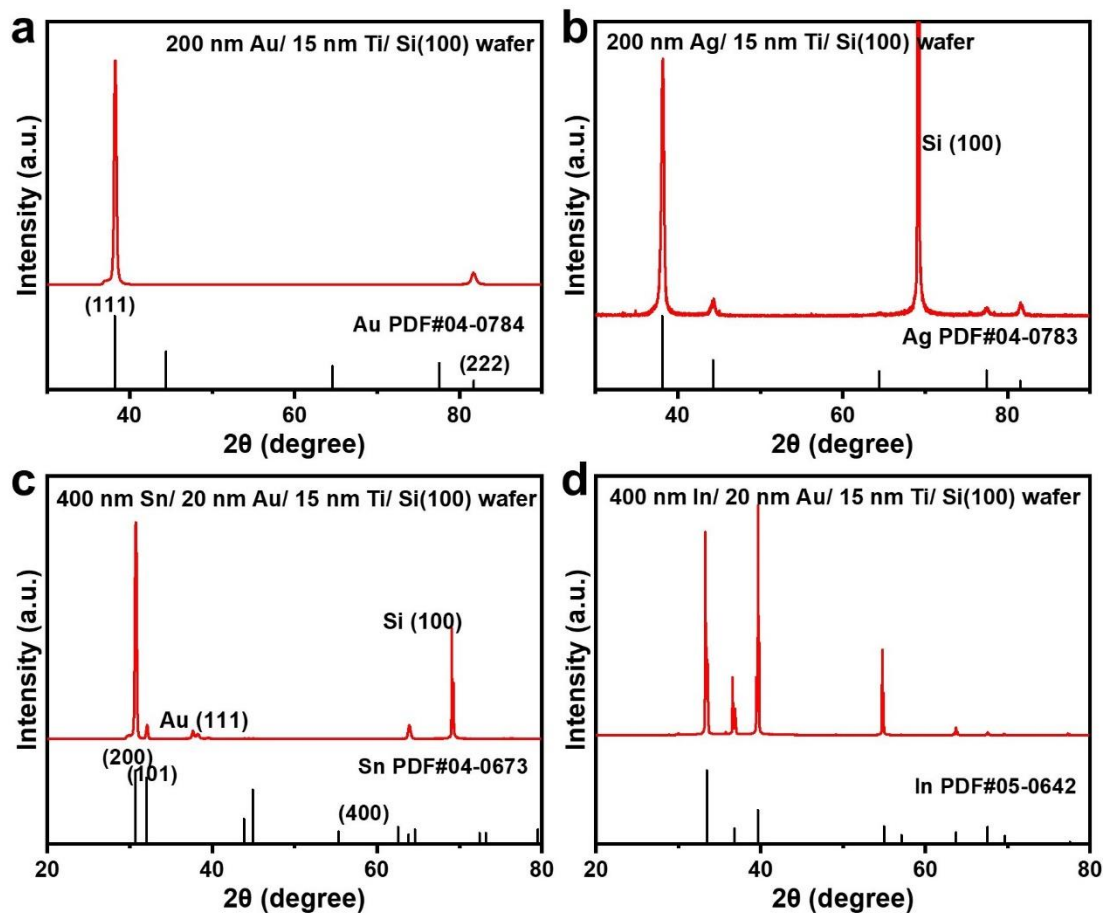 a
200 nm Au/ 15 nm Ti/ Si(100) wafer
Intensity (a.u.)
(111)
Au PDF#04-0784
(222)
40
60
80
2θ (degree)
b
200 nm Ag/ 15 nm Ti/ Si(100) wafer
Intensity (a.u.)
Si (100)
Ag PDF#04-0783
40
60
80
2θ (degree)
c
400 nm Sn/ 20 nm Au/ 15 nm Ti/ Si(100) wafer
Intensity (a.u.)
Si (100)
Au (111)
(200)
(101)
Sn PDF#04-0673
(400)
20
40
60
80
2θ (degree)
d
400 nm In/ 20 nm Au/ 15 nm Ti/ Si(100) wafer
Intensity (a.u.)
In PDF#05-0642
20
40
60
80
2θ (degree)